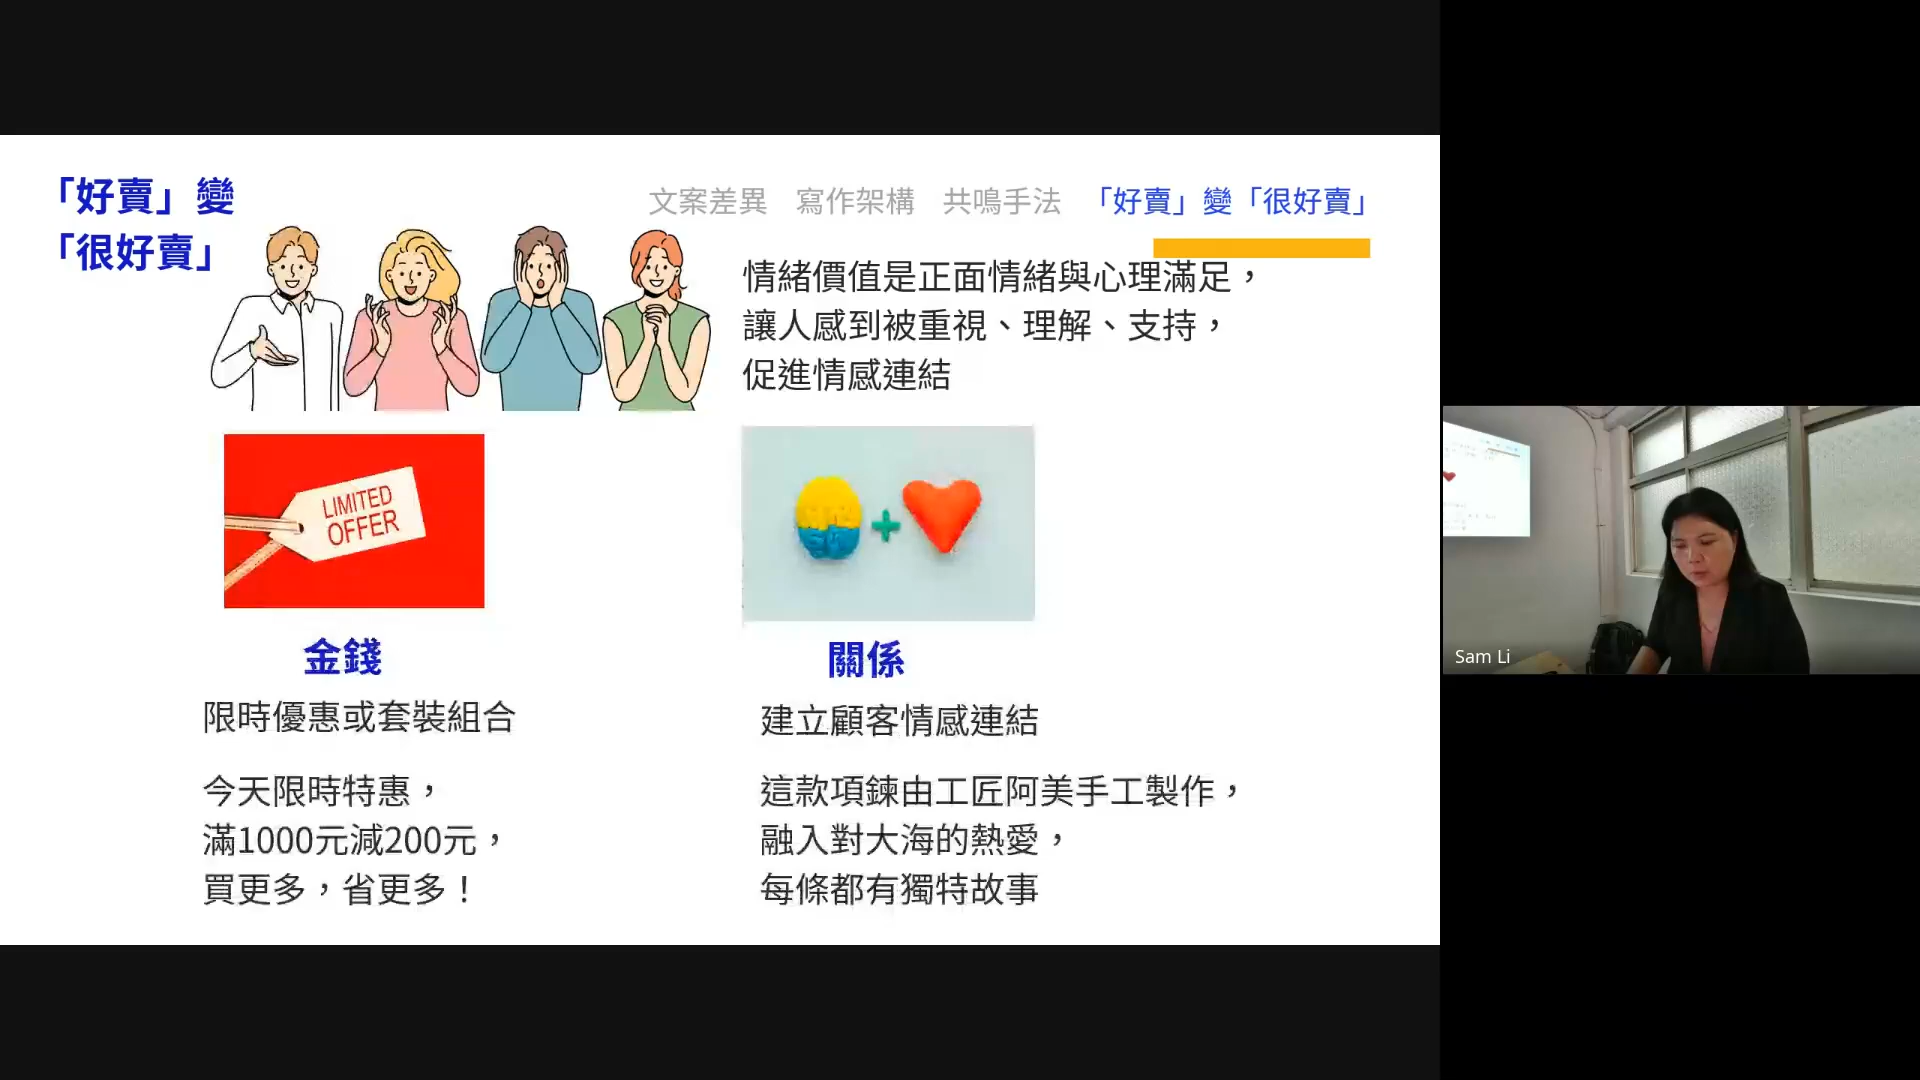 「好賣」變
「很好賣」
文案差異 寫作架構 共鳴手法 「好賣」變「很好賣」
情緒價值是正面情緒與心理滿足，
讓人感到被重視、理解、支持，
促進情感連結
LIMITED
OFFER
金錢
限時優惠或套裝組合
今天限時特惠，
滿1000元減200元，
買更多，省更多！
關係
建立顧客情感連結
這款項鍊由工匠阿美手工製作，
融入對大海的熱愛，
每條都有獨特故事
Sam Li